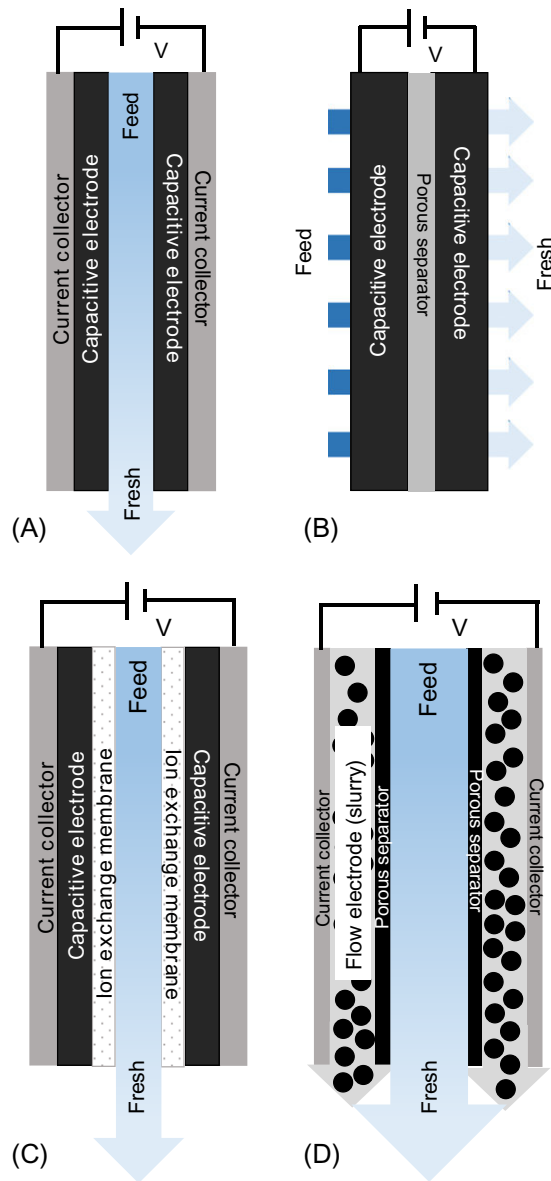 V
Current collector
Capacitive electrode
Feed
Fresh
Capacitive electrode
Current collector
(A)
V
Feed
Capacitive electrode
Porous separator
Capacitive electrode
Fresh
(B)
V
Current collector
Capacitive electrode
Ion exchange membrane
Feed
Fresh
Ion exchange membrane
Capacitive electrode
Current collector
(C)
V
Current collector
Flow electrode (slurry)
Porous separator
Feed
Fresh
Porous separator
Current collector
(D)